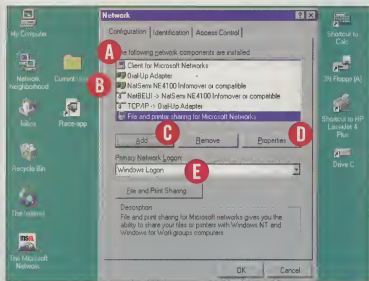 Network
Configuration Identification Access Control
The following network components are installed
Client for Microsoft Networks
Dial-Up Adapter
NatSemi NE4100 Infomover or compatible
NetBEUI -> NatSemi NE4100 Infomover or compatible
TCP/IP -> Dial-Up Adapter
File and printer sharing for Microsoft Networks
Add Remove Properties
Primary Network Logon:
Windows Logon
File and Print Sharing
Description
File and print sharing for Microsoft networks gives you the
ability to share your files or printers with Windows NT and
Windows for Workgroups computers
OK Cancel
A
B
C
D
E
My Computer
Network
Neighborhood
Inbox
Recycle Bin
The Internet
msn
The Microsoft
Network
Current
Race-app
Shortcut to
Calc
3½ Floppy (A)
Shortcut to HP
LaserJet 4
Plus
Drive C